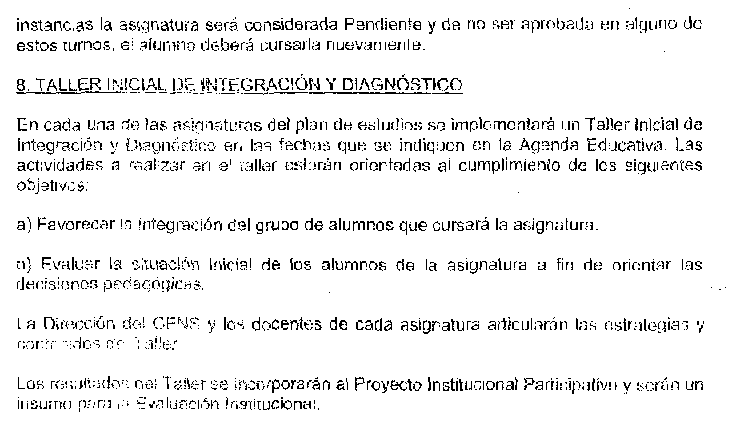 instancias la asignatura será considerada Pendiente y de no ser aprobada en alguno de
estos turnos, el alumno deberá cursarla nuevamente.
8. TALLER INICIAL DE INTEGRACIÓN Y DIAGNÓSTICO
En cada una de las asignaturas del plan de estudios se implementará un Taller Inicial de
Integración y Diagnóstico en las fechas que se indiquen en la Agenda Educativa. Las
actividades a realizar en el taller estarán orientadas al cumplimiento de los siguientes
objetivos:
a) Favorecer la integración del grupo de alumnos que cursará la asignatura.
b) Evaluar la situación inicial de los alumnos de la asignatura a fin de orientar las
decisiones pedagógicas.
La Dirección del CENS y los docentes de cada asignatura articularán las estrategias y
contenidos del Taller
Los resultados del Taller se incorporarán al Proyecto Institucional Participativo y serán un
insumo para la Evaluación Institucional.